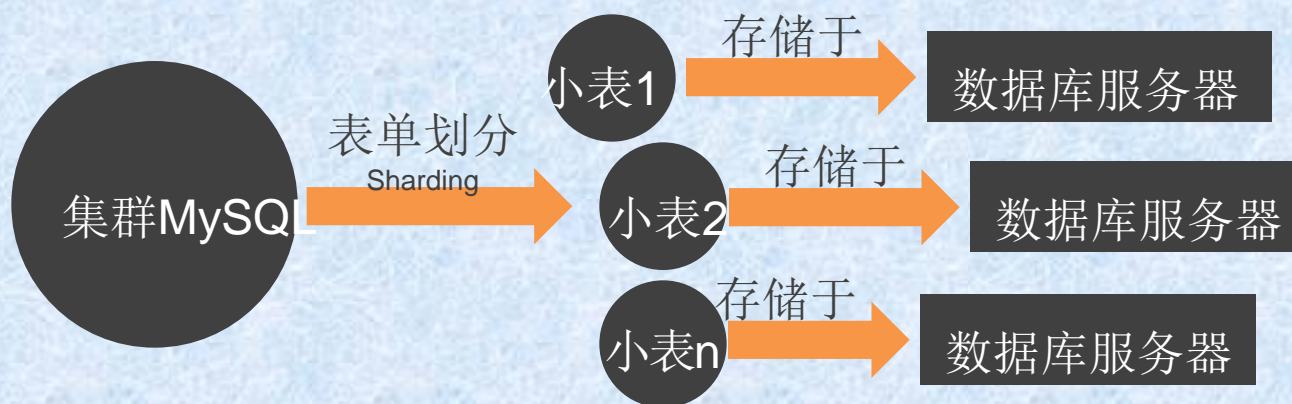 集群MySQL
表单划分
Sharding
小表1
存储于
数据库服务器
小表2
存储于
数据库服务器
小表n
存储于
数据库服务器